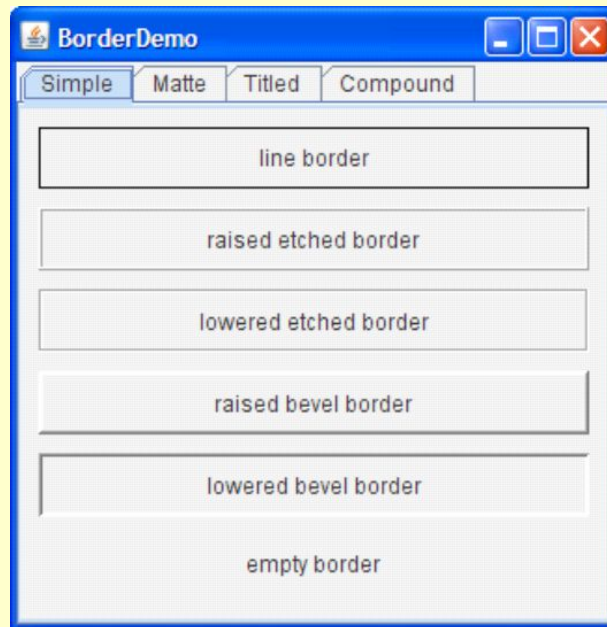 BorderDemo
Simple Matte Titled Compound
line border
raised etched border
lowered etched border
raised bevel border
lowered bevel border
empty border